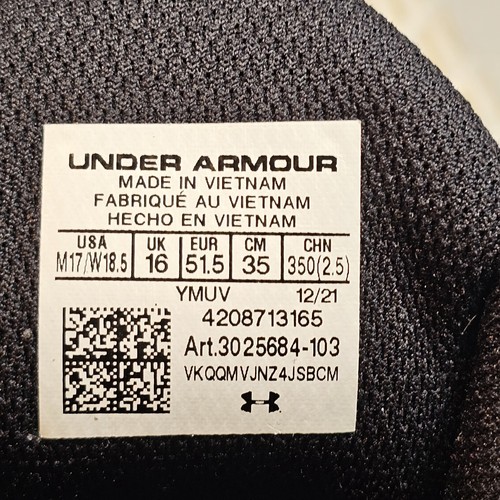 UNDER ARMOUR
MADE IN VIETNAM
FABRIQUÉ AU VIETNAM
HECHO EN VIETNAM
USA UK EUR CM CHN
M17/W18.5 16 51.5 35 350(2.5)
YMUV 12/21
4208713165
Art.3025684-103
VKQQMVJNZ4JSBCM